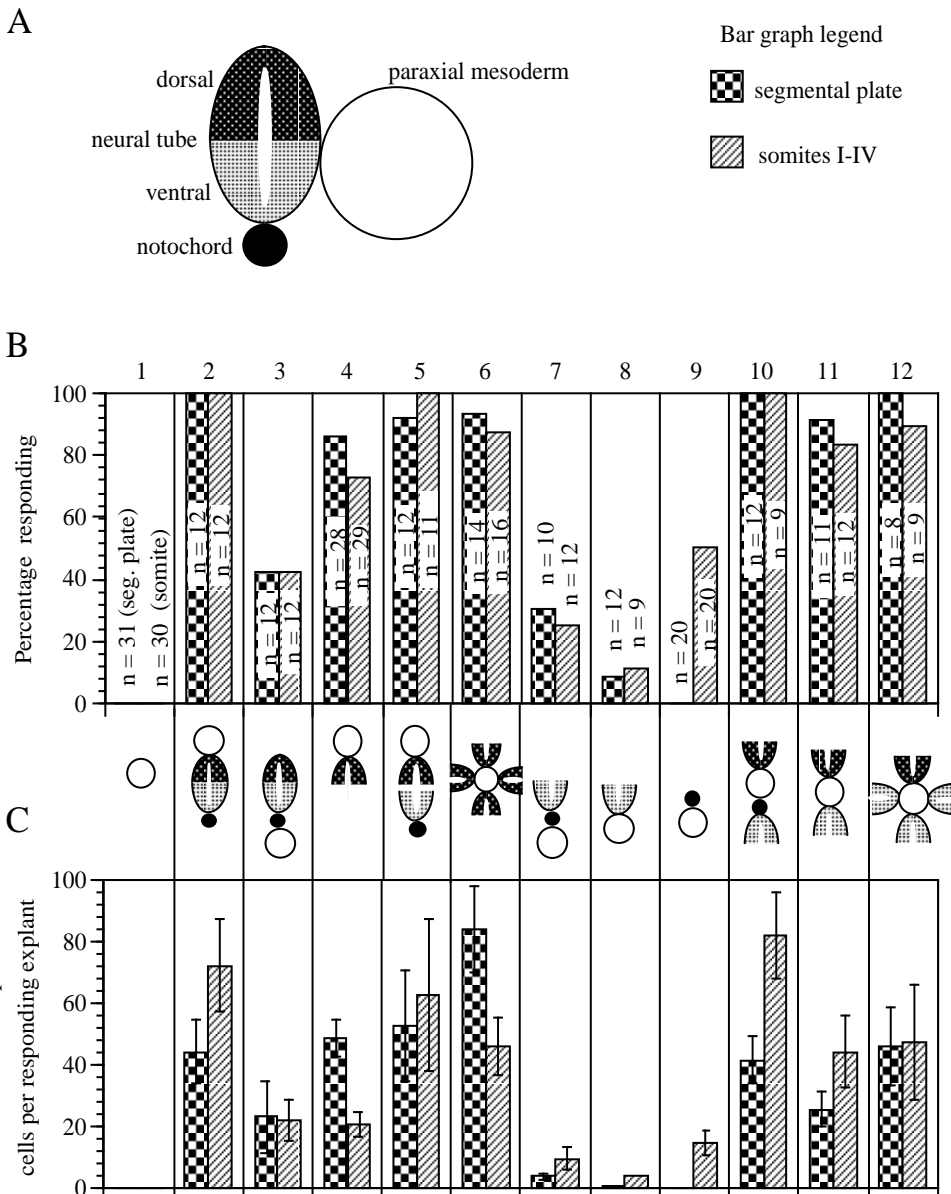 A
Bar graph legend
dorsal
paraxial mesoderm
segmental plate
neural tube
somites I-IV
ventral
notochord
B
1 2 3 4 5 6 7 8 9 10 11 12
Percentage responding
100
80
60
40
20
0
n = 31 (seg. plate)
n = 30 (somite)
n = 12
n = 12
n = 12
n = 12
n = 28
n = 29
n = 12
n = 11
n = 14
n = 16
n = 10
n = 12
n = 12
n = 9
n = 20
n = 20
n = 12
n = 9
n = 11
n = 12
n = 8
n = 9
C
cells per responding explant
100
80
60
40
20
0